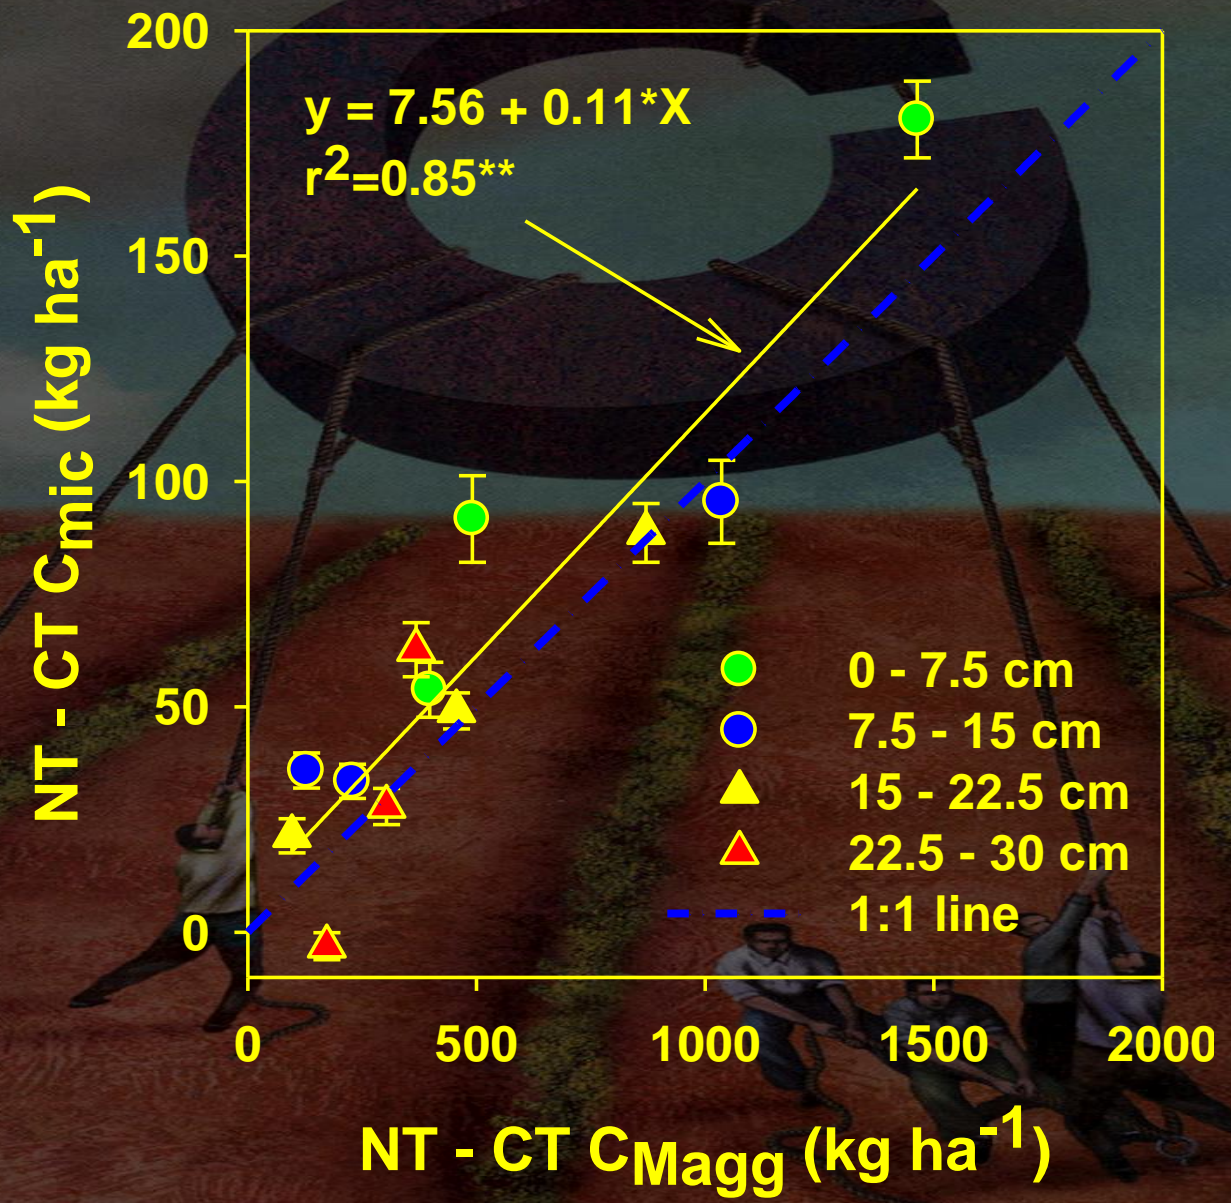 200
y = 7.56 + 0.11*X
r²=0.85**
150
100
50
0
NT - CT Cmic (kg ha⁻¹)
0 - 7.5 cm
7.5 - 15 cm
15 - 22.5 cm
22.5 - 30 cm
1:1 line
0 500 1000 1500 2000
NT - CT CMagg (kg ha⁻¹)